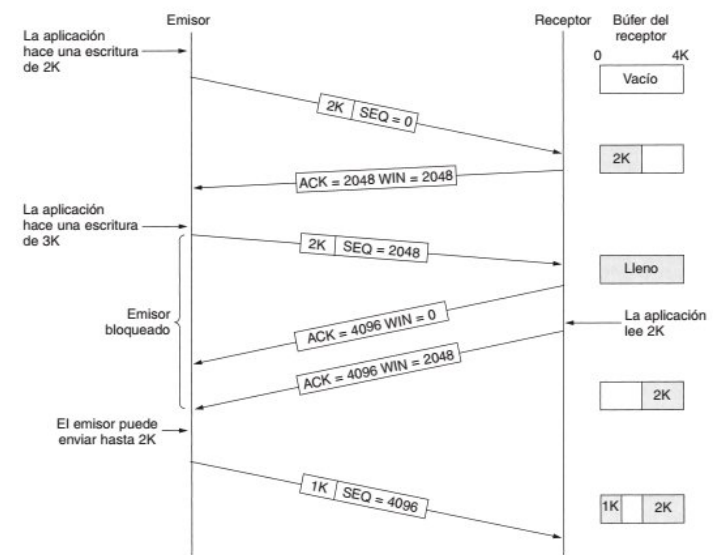 Emisor
Receptor
Búfer del
receptor
0 4K
Vacío
La aplicación
hace una escritura
de 2K
2K SEQ = 0
2K
ACK = 2048 WIN = 2048
La aplicación
hace una escritura
de 3K
2K SEQ = 2048
Lleno
Emisor
bloqueado
ACK = 4096 WIN = 0
La aplicación
lee 2K
ACK = 4096 WIN = 2048
2K
El emisor puede
enviar hasta 2K
1K SEQ = 4096
1K 2K